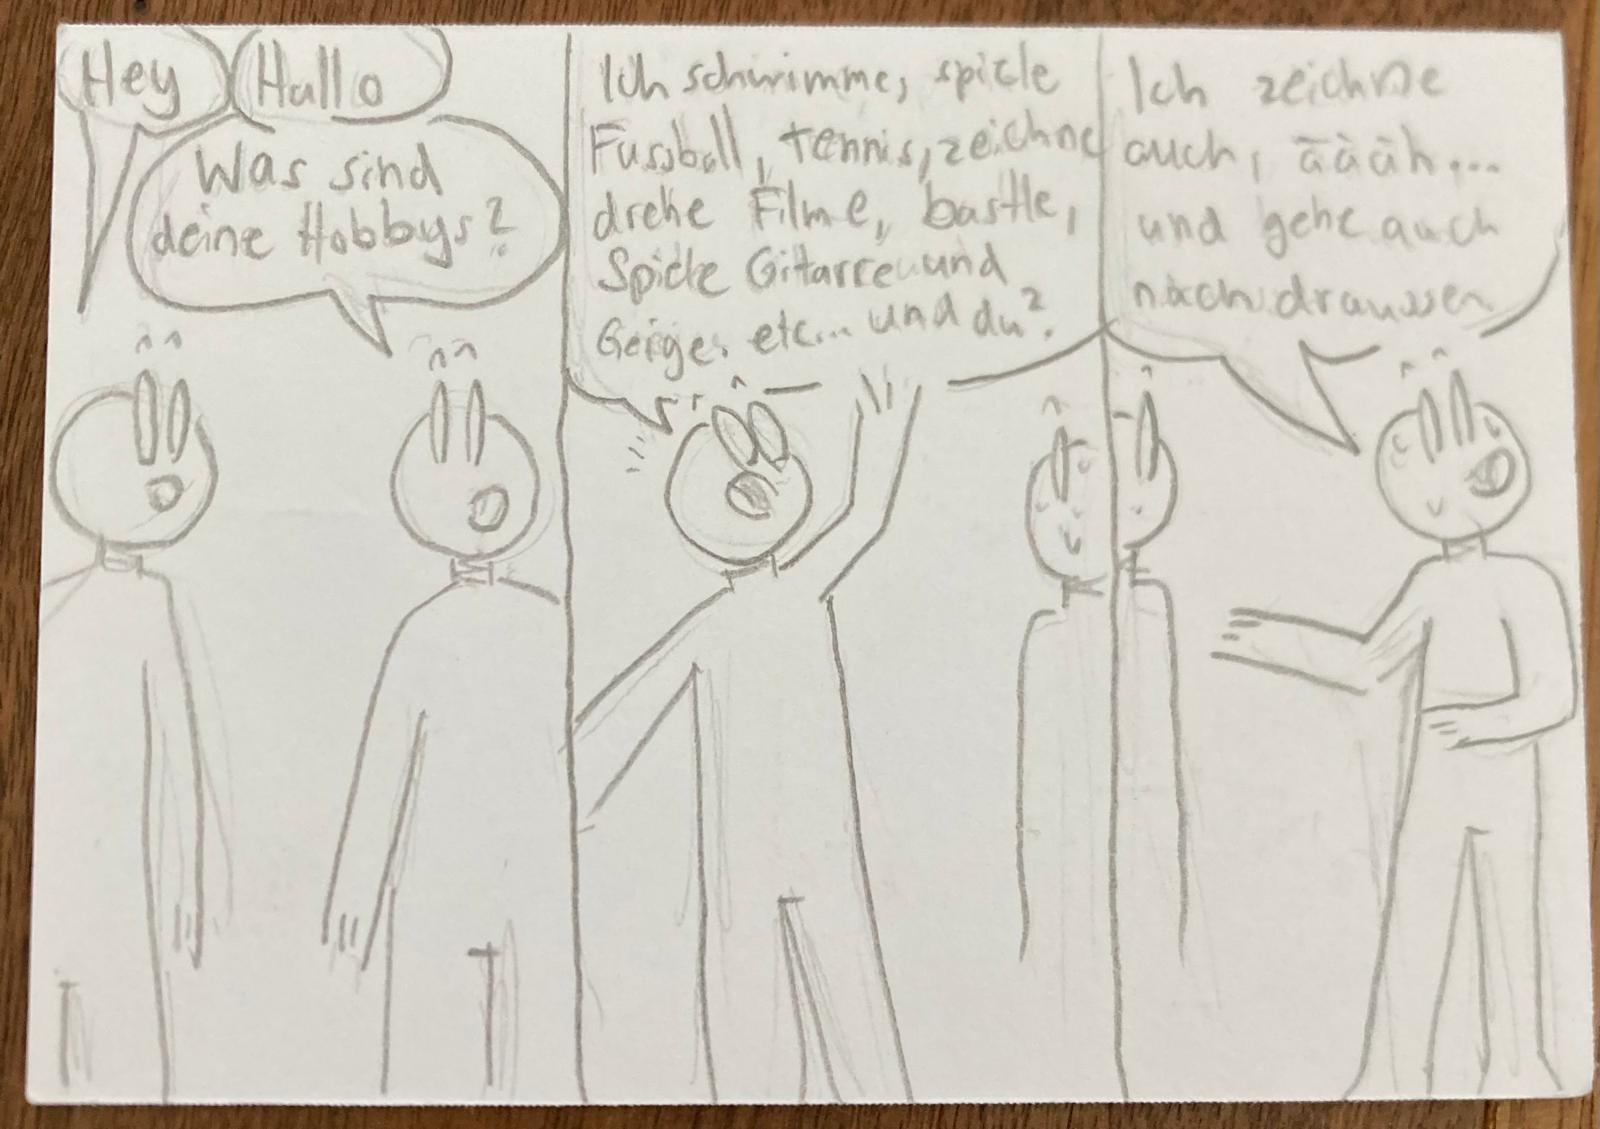 Hey
Hallo
Was sind
deine Hobbys?
Ich schwimme, spiele
Fussball, tennis, zeichne
drehe Filme, bastle,
Spiele Gitarre und
Geige. etc... und du?
Ich zeichne
auch, äääh...
und gehe auch
nach draussen